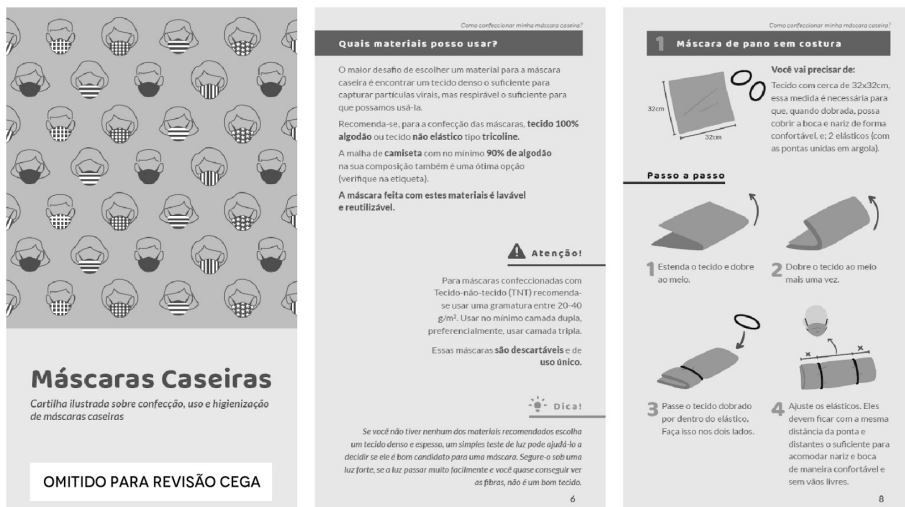 Máscaras Caseiras
Cartilha ilustrada sobre confecção, uso e higienização
de máscaras caseiras
OMITIDO PARA REVISÃO CEGA
Como confeccionar minha máscara caseira?
Quais materiais posso usar?
O maior desafio de escolher um material para a máscara
caseira é encontrar um tecido denso o suficiente para
capturar partículas virais, mas respirável o suficiente para
que possamos usá-la.
Recomenda-se, para a confecção das máscaras, tecido 100%
algodão ou tecido não elástico tipo tricoline.
A malha de camiseta com no mínimo 90% de algodão
na sua composição também é uma ótima opção
(verifique na etiqueta).
A máscara feita com estes materiais é lavável
e reutilizável.
Atenção!
Para máscaras confeccionadas com
Tecido-não-tecido (TNT) recomenda-
se usar uma gramatura entre 20-40
g/m². Usar no mínimo camada dupla,
preferencialmente, usar camada tripla.
Essas máscaras são descartáveis e de
uso único.
Dica!
Se você não tiver nenhum dos materiais recomendados escolha
um tecido denso e espesso, um simples teste de luz pode ajudá-lo a
decidir se ele é bom candidato para uma máscara. Segure-o sob uma
luz forte, se a luz passar muito facilmente e você quase conseguir ver
as fibras, não é um bom tecido.
6
Como confeccionar minha máscara caseira?
1 Máscara de pano sem costura
Você vai precisar de:
Tecido com cerca de 32x32cm,
essa medida é necessária para
que, quando dobrada, possa
cobrir a boca e nariz de forma
confortável, e; 2 elásticos (com
as pontas unidas em argola).
32cm
32cm
Passo a passo
1 Estenda o tecido e dobre
ao meio.
2 Dobre o tecido ao meio
mais uma vez.
x x
3 Passe o tecido dobrado
por dentro do elástico.
Faça isso nos dois lados.
4 Ajuste os elásticos. Eles
devem ficar com a mesma
distância da ponta e
distantes o suficiente para
acomodar nariz e boca
de maneira confortável e
sem vãos livres.
8